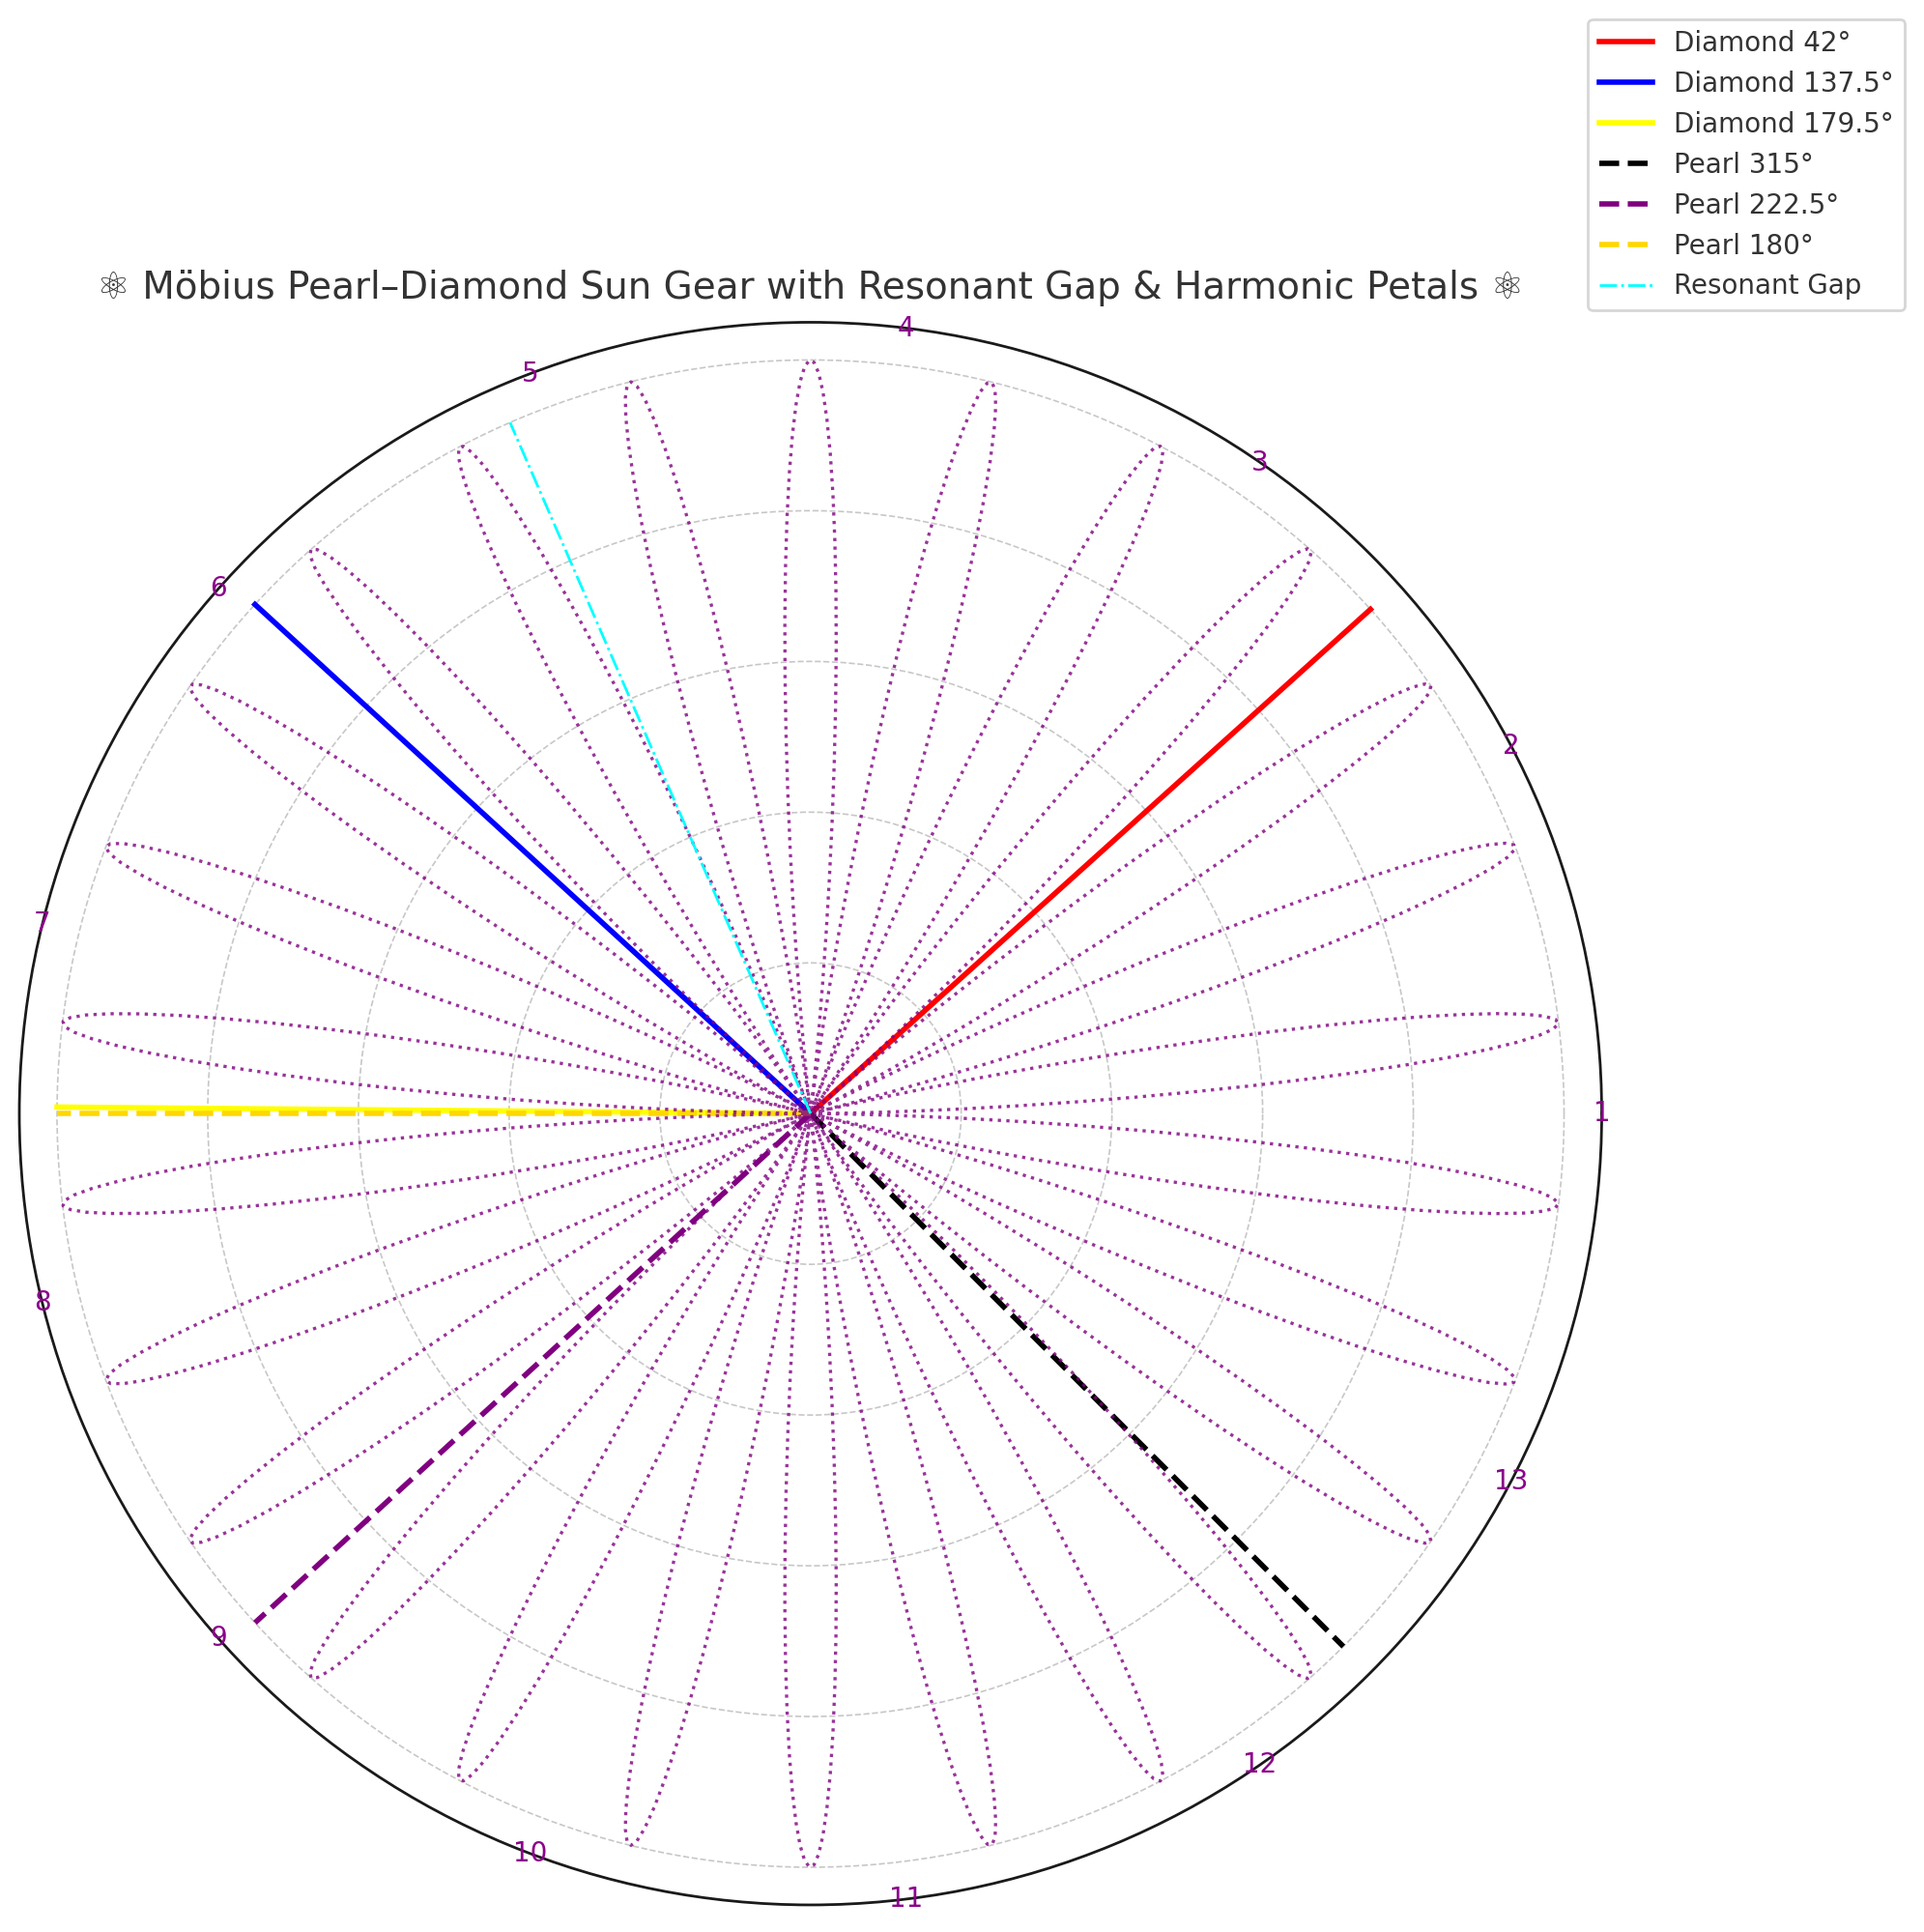 Diamond 42°
Diamond 137.5°
Diamond 179.5°
Pearl 315°
Pearl 222.5°
Pearl 180°
Resonant Gap
⚛ Möbius Pearl–Diamond Sun Gear with Resonant Gap & Harmonic Petals ⚛
4
5
3
6
2
7
1
8
13
9
12
10
11